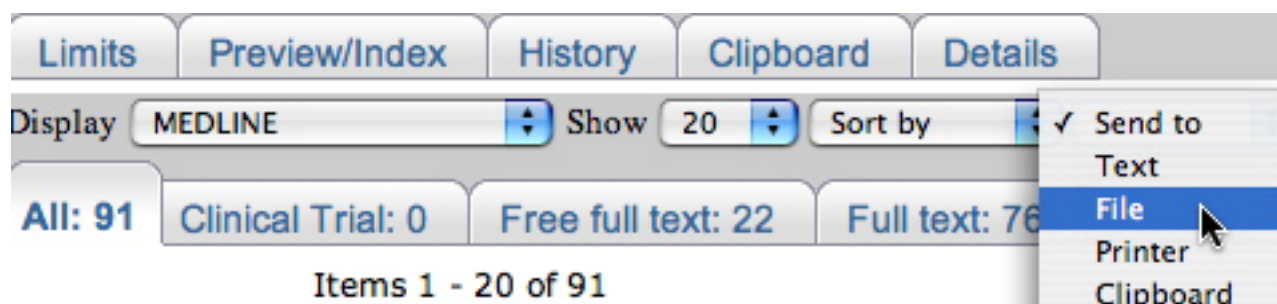 Limits Preview/Index History Clipboard Details
Display MEDLINE Show 20 Sort by ✓ Send to
Text
All: 91 Clinical Trial: 0 Free full text: 22 Full text: 76 File
Printer
Items 1 - 20 of 91 Clipboard